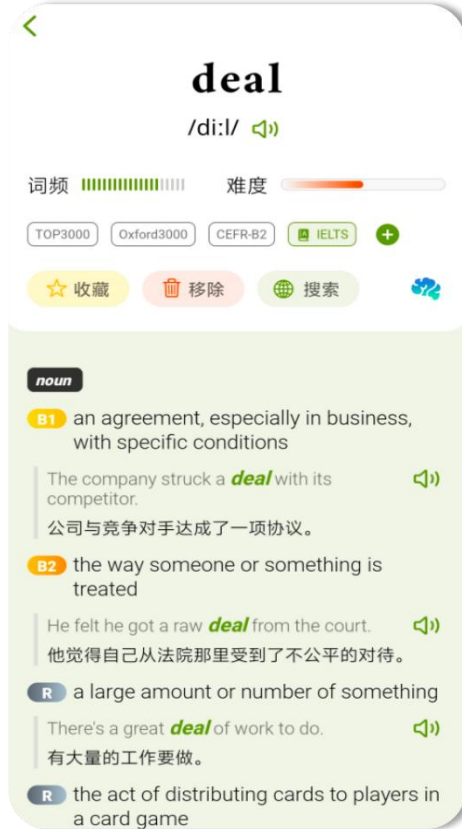 deal
/diːl/
词频 难度
TOP3000 Oxford3000 CEFR-B2 IELTS
收藏 移除 搜索
noun
B1 an agreement, especially in business,
with specific conditions
The company struck a deal with its
competitor.
公司与竞争对手达成了一项协议。
B2 the way someone or something is
treated
He felt he got a raw deal from the court.
他觉得自己从法院那里受到了不公平的对待。
R a large amount or number of something
There's a great deal of work to do.
有大量的工作要做。
R the act of distributing cards to players in
a card game